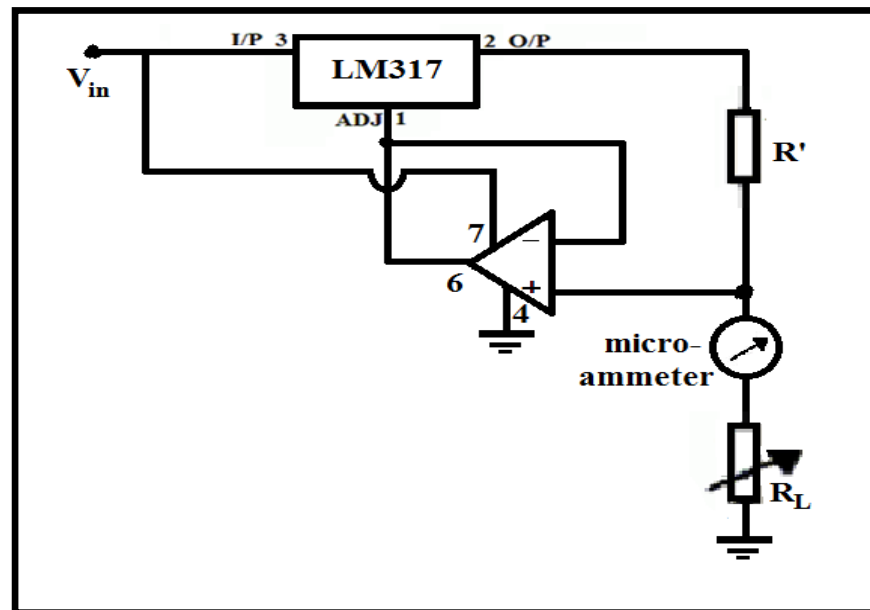 I/P 3
2 O/P
V_in
LM317
ADJ 1
R'
7
−
6
+
4
micro-
ammeter
R_L